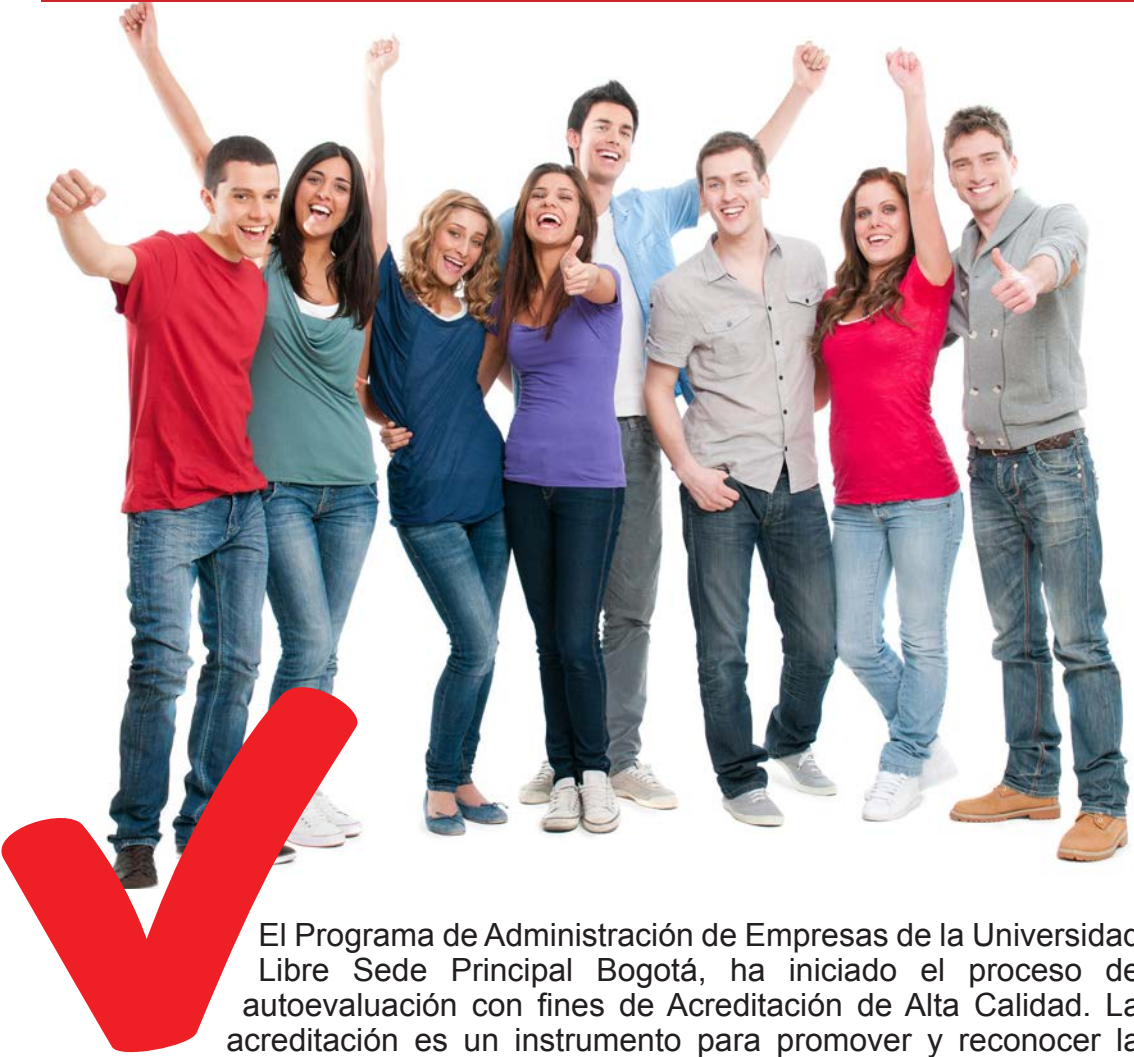 El Programa de Administración de Empresas de la Universidad
Libre Sede Principal Bogotá, ha iniciado el proceso de
autoevaluación con fines de Acreditación de Alta Calidad. La
acreditación es un instrumento para promover y reconocer la